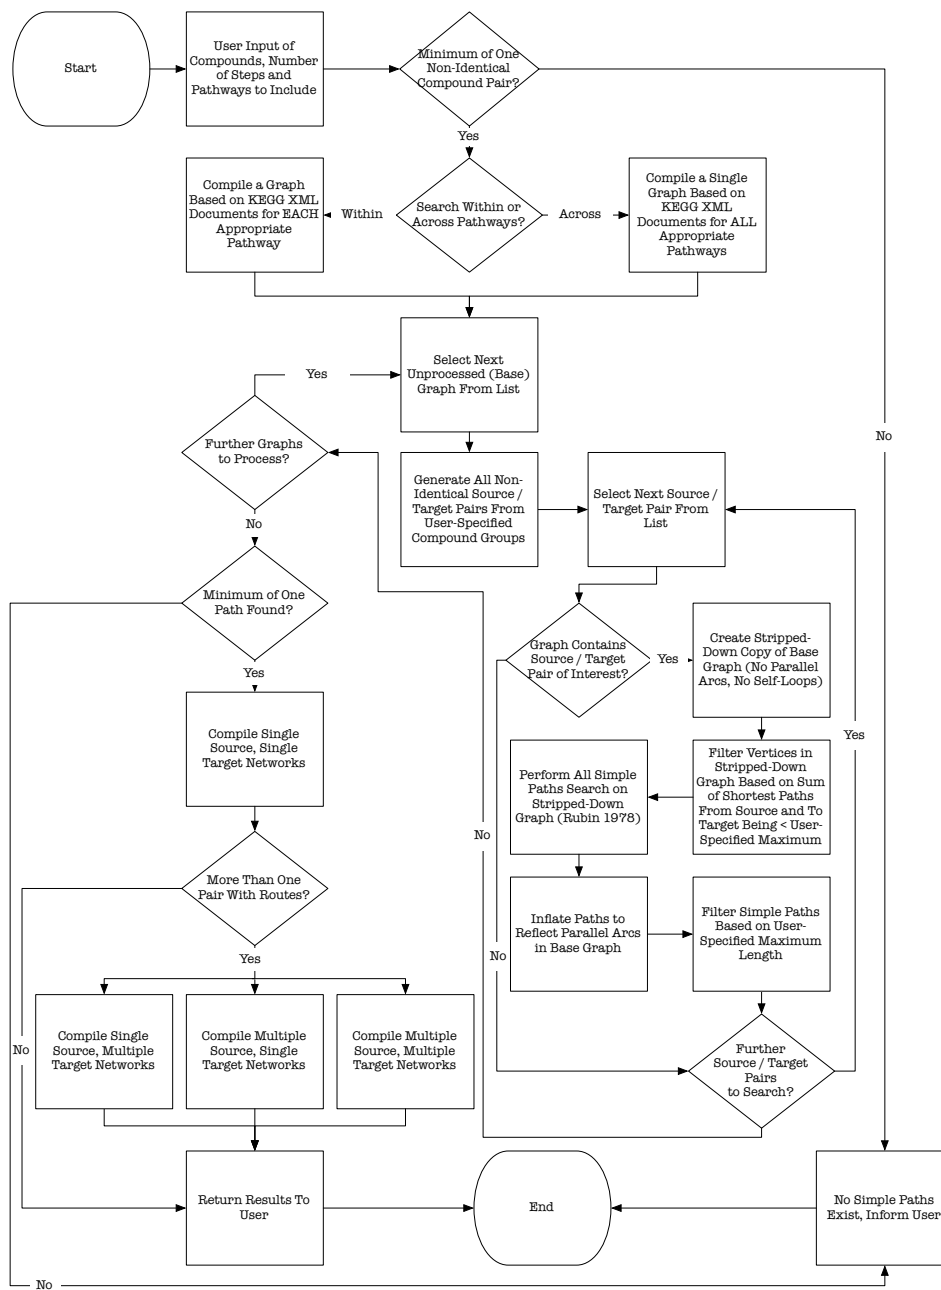 Start
User Input of
Compounds, Number
of Steps and
Pathways to Include
Minimum of One
Non-Identical
Compound Pair?
Yes
Compile a Graph
Based on KEGG XML
Documents for EACH
Appropriate
Pathway
Within
Search Within or
Across Pathways?
Across
Compile a Single
Graph Based on
KEGG XML
Documents for ALL
Appropriate
Pathways
Select Next
Unprocessed (Base)
Graph From List
Yes
Further Graphs
to Process?
No
No
Generate All Non-
Identical Source /
Target Pairs From
User-Specified
Compound Groups
Select Next Source /
Target Pair From
List
Minimum of One
Path Found?
Yes
Graph Contains
Source / Target
Pair of Interest?
Yes
Create Stripped-
Down Copy of Base
Graph (No Parallel
Arcs, No Self-Loops)
Yes
Compile Single
Source, Single
Target Networks
Perform All Simple
Paths Search on
Stripped-Down
Graph (Rubin 1978)
Filter Vertices in
Stripped-Down
Graph Based on Sum
of Shortest Paths
From Source and To
Target Being < User-
Specified Maximum
No
More Than One
Pair With Routes?
Yes
Inflate Paths to
Reflect Parallel Arcs
in Base Graph
Filter Simple Paths
Based on User-
Specified Maximum
Length
No
No
Compile Single
Source, Multiple
Target Networks
Compile Multiple
Source, Single
Target Networks
Compile Multiple
Source, Multiple
Target Networks
Further
Source / Target
Pairs
to Search?
Return Results To
User
End
No Simple Paths
Exist, Inform User
No